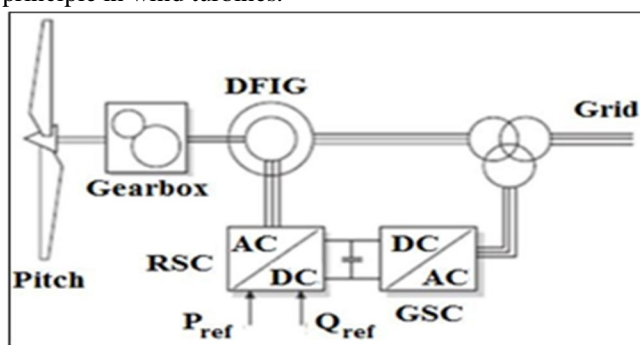 principle in wind turbines.
DFIG
Grid
Gearbox
RSC
AC
DC
DC
AC
Pitch
GSC
Pref
Qref